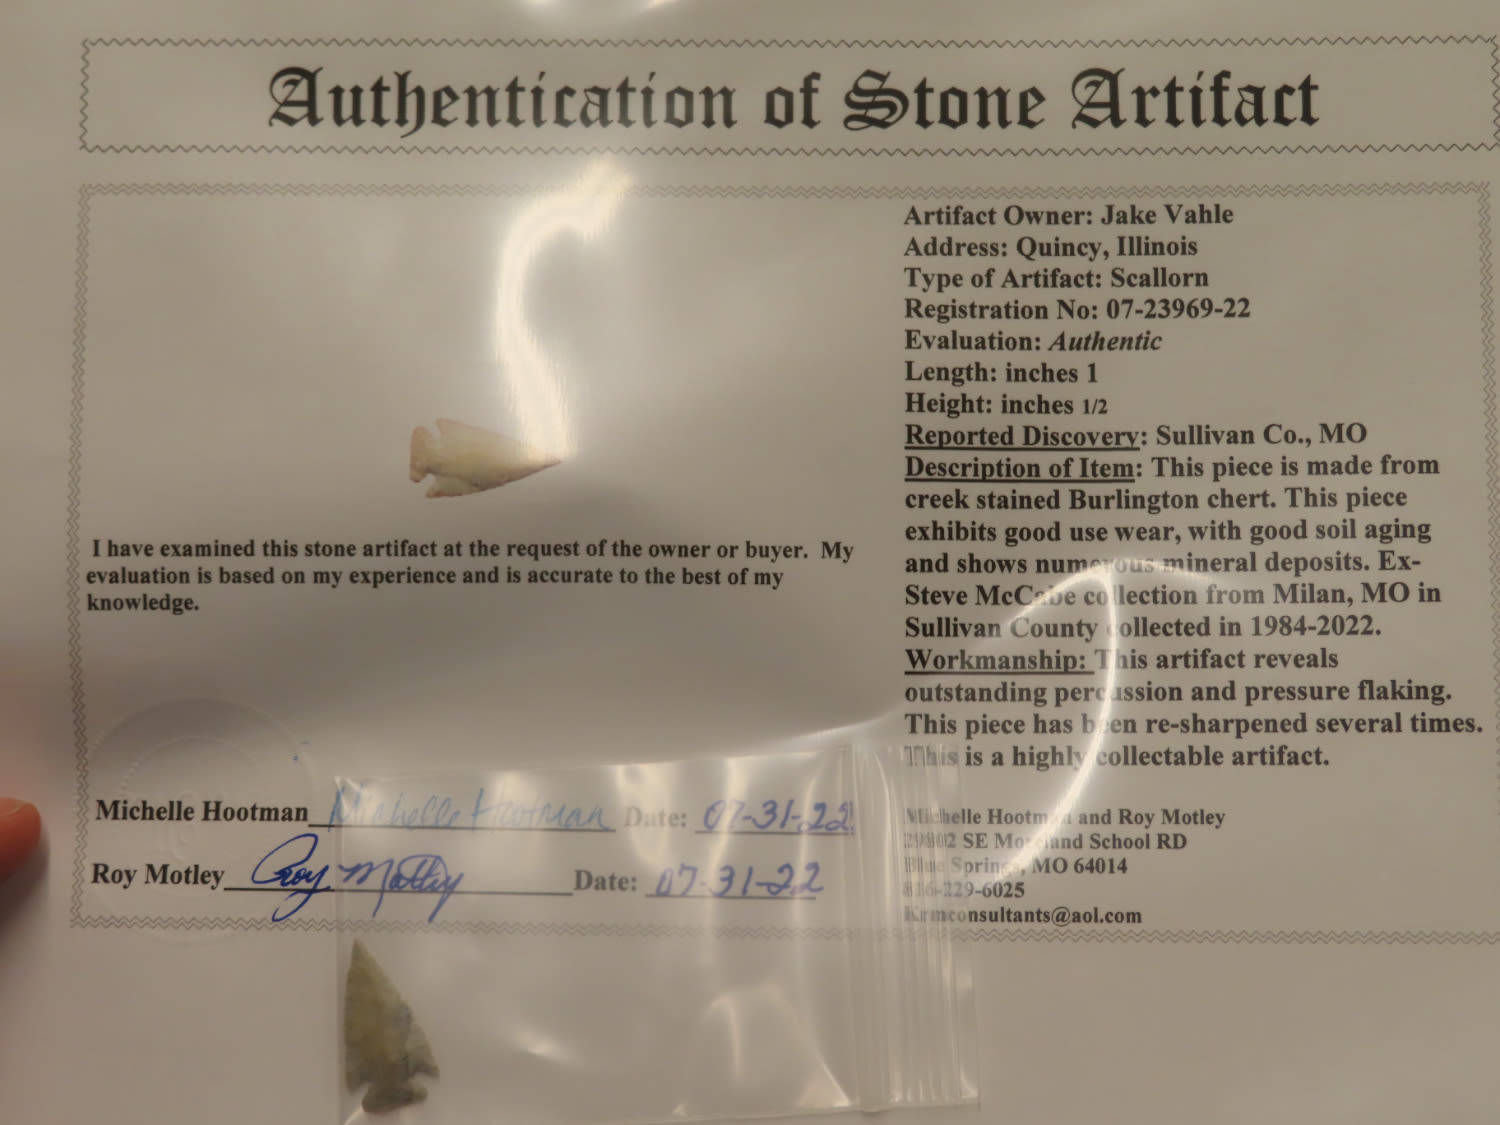 Authentication of Stone Artifact
Artifact Owner: Jake Vahle
Address: Quincy, Illinois
Type of Artifact: Scallorn
Registration No: 07-23969-22
Evaluation: Authentic
Length: inches 1
Height: inches 1/2
Reported Discovery: Sullivan Co., MO
Description of Item: This piece is made from
creek stained Burlington chert. This piece
exhibits good use wear, with good soil aging
and shows numerous mineral deposits. Ex-
Steve McCabe collection from Milan, MO in
Sullivan County collected in 1984-2022.
Workmanship: This artifact reveals
outstanding percussion and pressure flaking.
This piece has been re-sharpened several times.
This is a highly collectable artifact.
I have examined this stone artifact at the request of the owner or buyer. My
evaluation is based on my experience and is accurate to the best of my
knowledge.
Michelle Hootman Michelle Hootman Date: 07-31-22
Roy Motley Roy Motley Date: 07-31-22
Michelle Hootman and Roy Motley
SE School RD
Blue Springs, MO 64014
816-229-6025
Krmconsultants@aol.com